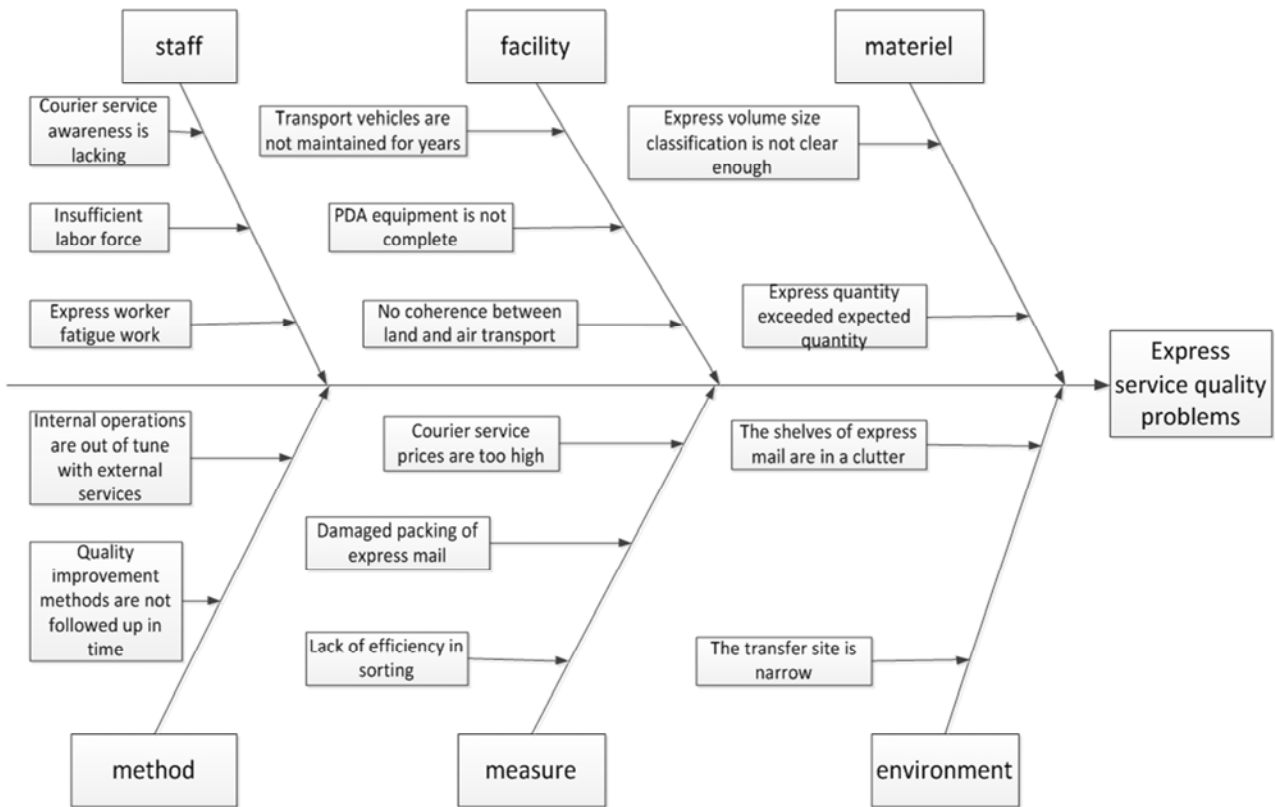 staff
facility
materiel
Courier service
awareness is
lacking
Transport vehicles are
not maintained for years
Express volume size
classification is not clear
enough
Insufficient
labor force
PDA equipment is not
complete
Express worker
fatigue work
No coherence between
land and air transport
Express quantity
exceeded expected
quantity
Express
service quality
problems
Internal operations
are out of tune
with external
services
Courier service
prices are too high
The shelves of express
mail are in a clutter
Quality
improvement
methods are not
followed up in
time
Damaged packing of
express mail
Lack of efficiency in
sorting
The transfer site is
narrow
method
measure
environment